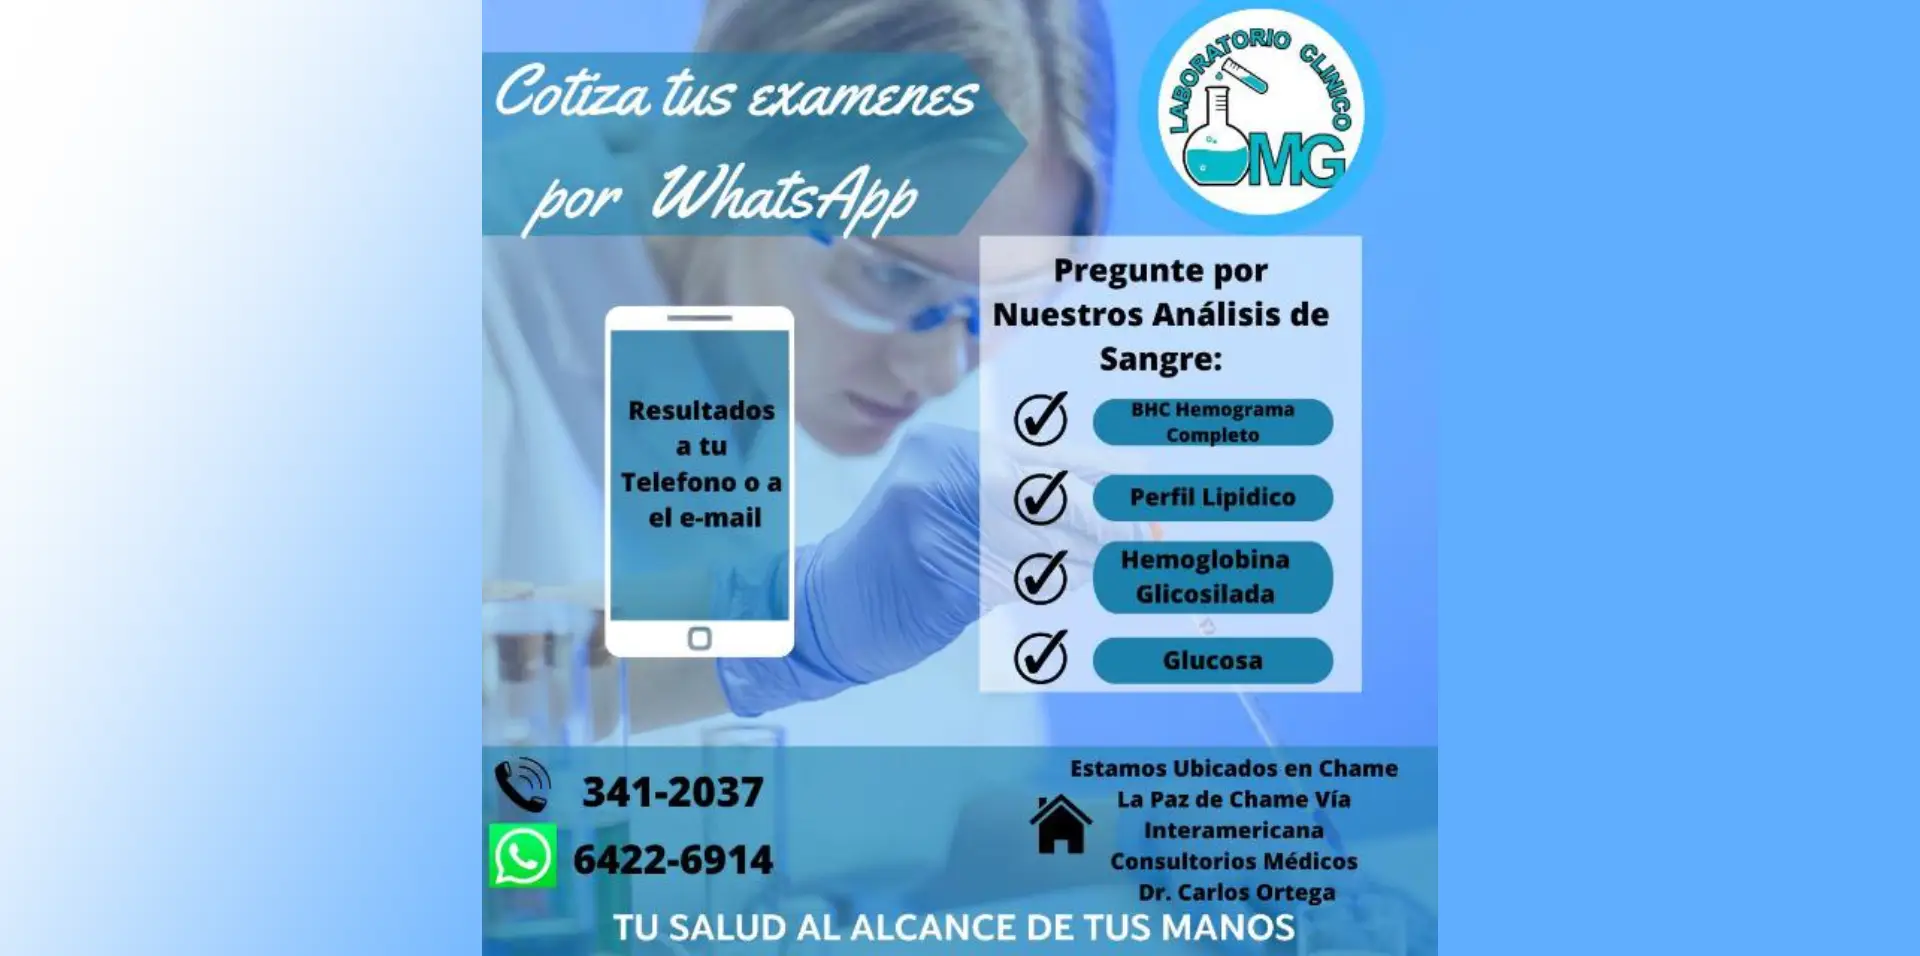 Cotiza tus examenes
por WhatsApp
LABORATORIO CLINICO
MG
Pregunte por
Nuestros Análisis de
Sangre:
BHC Hemograma
Completo
Perfil Lipidico
Hemoglobina
Glicosilada
Glucosa
Resultados
a tu
Telefono o a
el e-mail
341-2037
6422-6914
Estamos Ubicados en Chame
La Paz de Chame Vía
Interamericana
Consultorios Médicos
Dr. Carlos Ortega
TU SALUD AL ALCANCE DE TUS MANOS